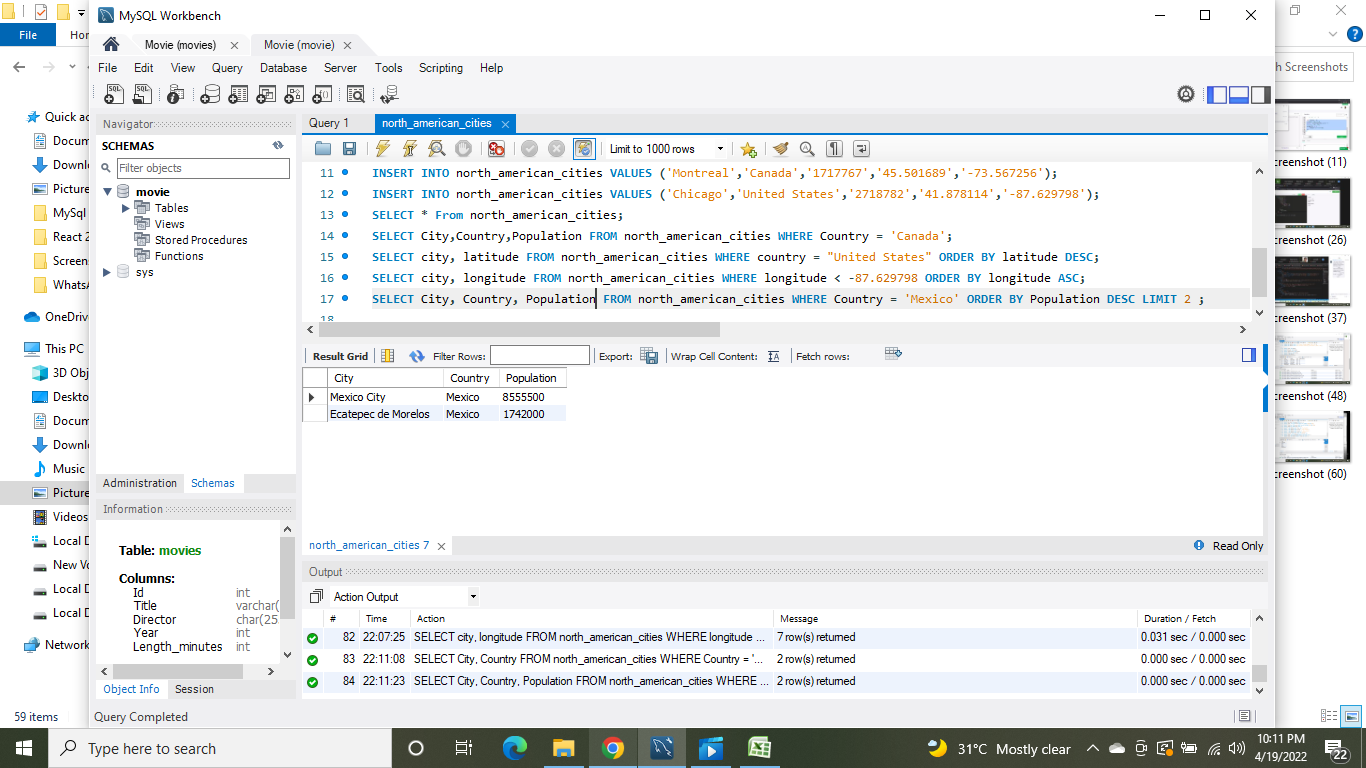 MySQL Workbench
File
Hor
Movie (movies)
Movie (movie)
File Edit View Query Database Server Tools Scripting Help
h Screenshots
Quick ac
Docum
Downl
Picture
MySql
React 2
Screen
WhatsA
OneDriv
This PC
3D Obj
Deskto
Docum
Downl
Music
Picture
Videos
Local D
New Vo
Local D
Local D
Network
59 items
Navigator
SCHEMAS
Filter objects
movie
Tables
Views
Stored Procedures
Functions
sys
Administration Schemas
Information
Table: movies
Columns:
Id int
Title varchar(
Director char(25
Year int
Length_minutes int
Object Info Session
Query Completed
Query 1 north_american_cities
Limit to 1000 rows
11 INSERT INTO north_american_cities VALUES ('Montreal','Canada','1717767','45.501689','-73.567256');
12 INSERT INTO north_american_cities VALUES ('Chicago','United States','2718782','41.878114','-87.629798');
13 SELECT * From north_american_cities;
14 SELECT City,Country,Population FROM north_american_cities WHERE Country = 'Canada';
15 SELECT city, latitude FROM north_american_cities WHERE country = "United States" ORDER BY latitude DESC;
16 SELECT city, longitude FROM north_american_cities WHERE longitude < -87.629798 ORDER BY longitude ASC;
17 SELECT City, Country, Population FROM north_american_cities WHERE Country = 'Mexico' ORDER BY Population DESC LIMIT 2 ;
18
Result Grid Filter Rows: Export: Wrap Cell Content: Fetch rows:
City Country Population
Mexico City Mexico 8555500
Ecatepec de Morelos Mexico 1742000
north_american_cities 7
Read Only
Output
Action Output
# Time Action Message Duration / Fetch
82 22:07:25 SELECT city, longitude FROM north_american_cities WHERE longitude ... 7 row(s) returned 0.031 sec / 0.000 sec
83 22:11:08 SELECT City, Country FROM north_american_cities WHERE Country = '... 2 row(s) returned 0.000 sec / 0.000 sec
84 22:11:23 SELECT City, Country, Population FROM north_american_cities WHERE ... 2 row(s) returned 0.000 sec / 0.000 sec
creenshot (11)
creenshot (26)
creenshot (37)
creenshot (48)
creenshot (60)
Type here to search
31°C Mostly clear
10:11 PM
4/19/2022
22